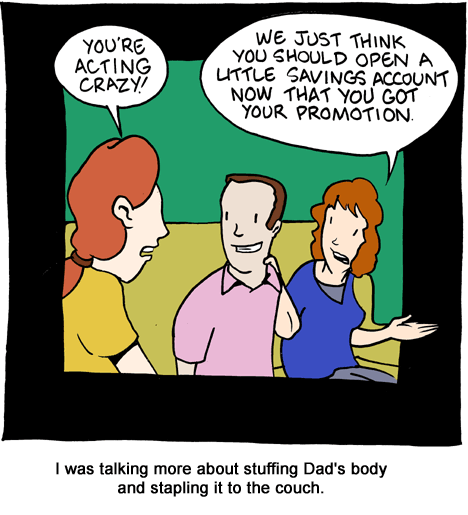 YOU'RE
ACTING
CRAZY!
WE JUST THINK
YOU SHOULD OPEN A
LITTLE SAVINGS ACCOUNT
NOW THAT YOU GOT
YOUR PROMOTION.
I was talking more about stuffing Dad's body
and stapling it to the couch.